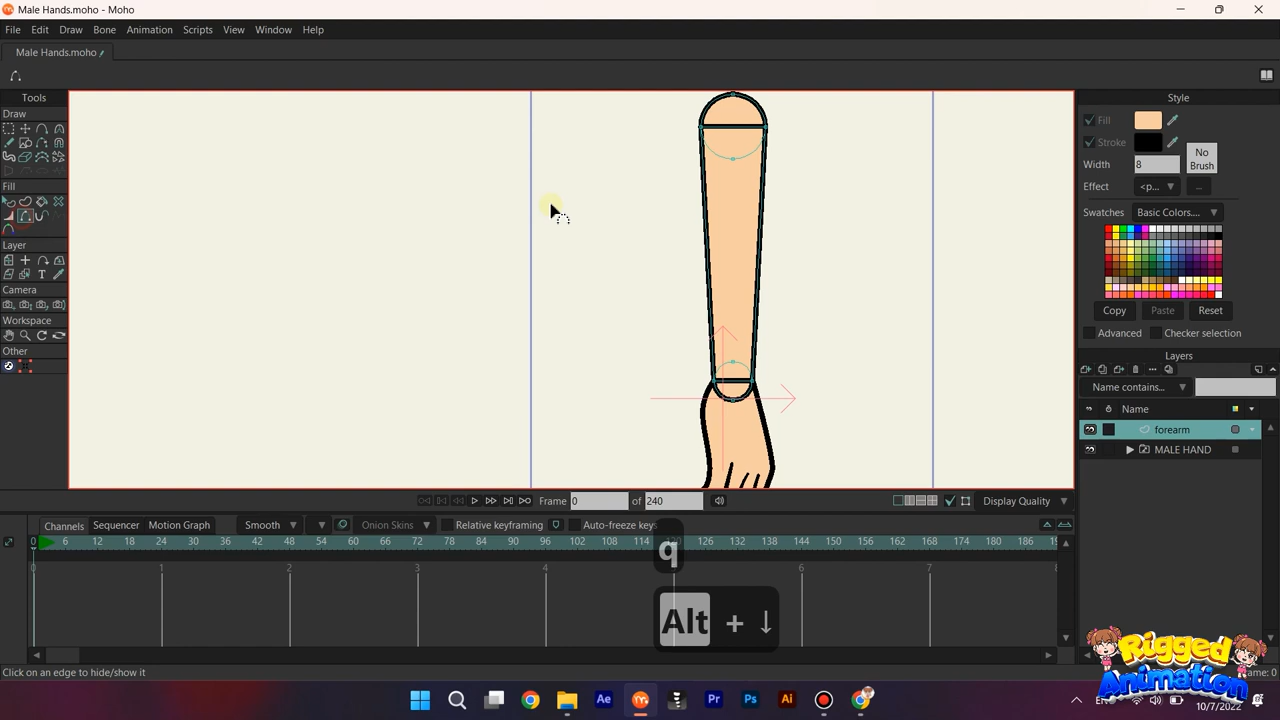 Male Hands.moho - Moho
File Edit Draw Bone Animation Scripts View Window Help
Male Hands.moho
Tools
Style
Draw
Fill
Stroke
No
Brush
Width 8
Effect <p... ...
Fill
Swatches Basic Colors....
Layer
Camera
Copy Paste Reset
Workspace
Advanced Checker selection
Other
Layers
Name contains...
Name
forearm
MALE HAND
Frame 0 of 240 Display Quality
Channels Sequencer Motion Graph Smooth Onion Skins Relative keyframing Auto-freeze keys
0 6 12 18 24 30 36 42 48 54 60 66 72 78 84 90 96 102 108 114 120 126 132 138 144 150 156 162 168 174 180 186
0 1 2 3 4 6 7
q
Alt + ↓
Rigged
Animation
Click on an edge to hide/show it
10/7/2022